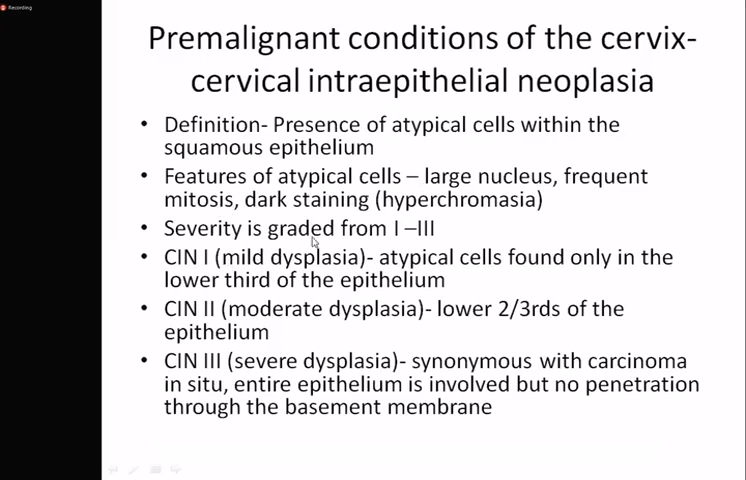 Recording
Premalignant conditions of the cervix-
cervical intraepithelial neoplasia
• Definition- Presence of atypical cells within the
squamous epithelium
• Features of atypical cells – large nucleus, frequent
mitosis, dark staining (hyperchromasia)
• Severity is graded from I –III
• CIN I (mild dysplasia)- atypical cells found only in the
lower third of the epithelium
• CIN II (moderate dysplasia)- lower 2/3rds of the
epithelium
• CIN III (severe dysplasia)- synonymous with carcinoma
in situ, entire epithelium is involved but no penetration
through the basement membrane